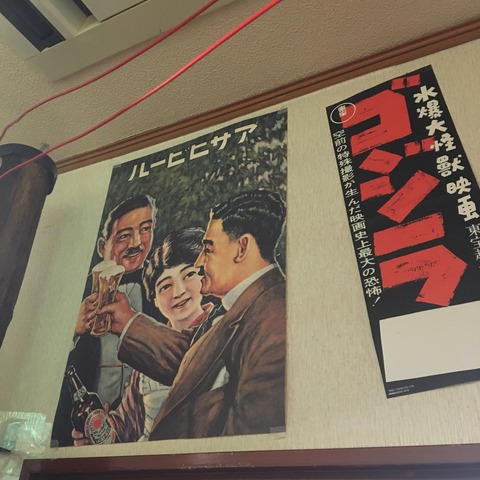 アサヒビール
水爆大怪獣映画
東宝
ゴジラ
空前の特殊撮影が生んだ映画史上最大の恐怖!